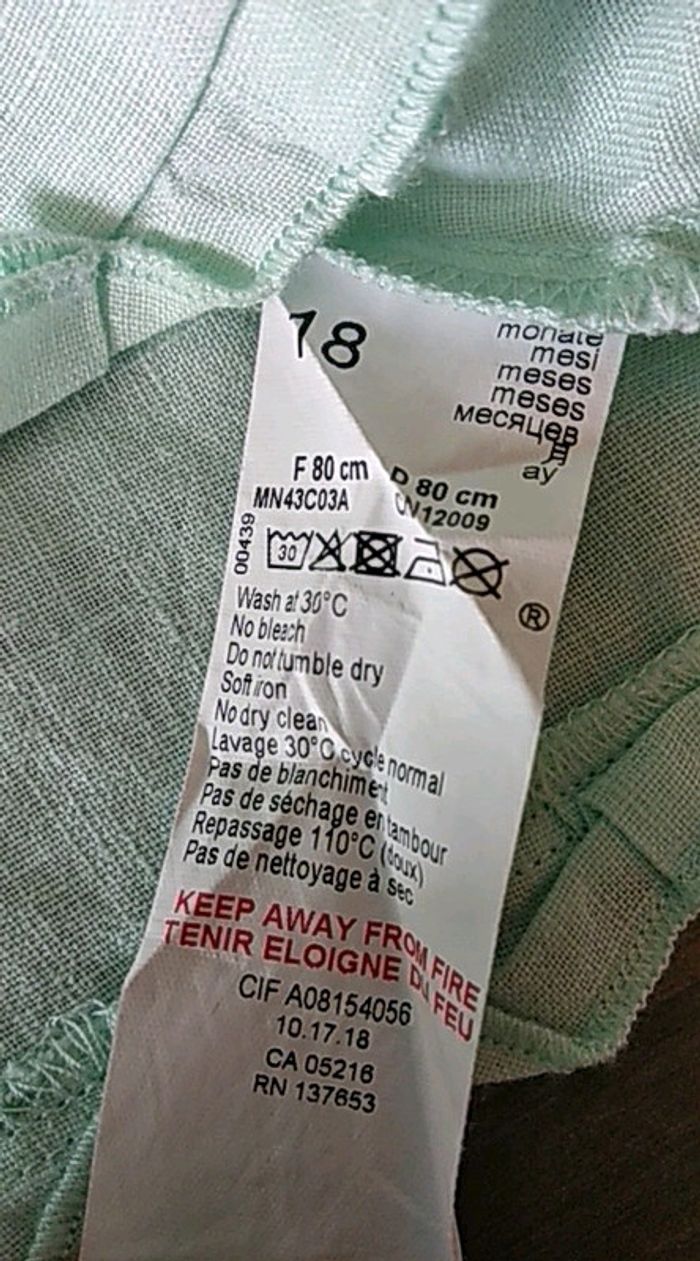 18
monate
mesi
meses
meses
месяцев
ay
F 80 cm D 80 cm
MN43C03A CN12009
00439
30
®
Wash at 30°C
No bleach
Do not tumble dry
Soft iron
No dry clean
Lavage 30°C cycle normal
Pas de blanchiment
Pas de séchage en tambour
Repassage 110°C (doux)
Pas de nettoyage à sec
KEEP AWAY FROM FIRE
TENIR ELOIGNE DU FEU
CIF A08154056
10.17.18
CA 05216
RN 137653